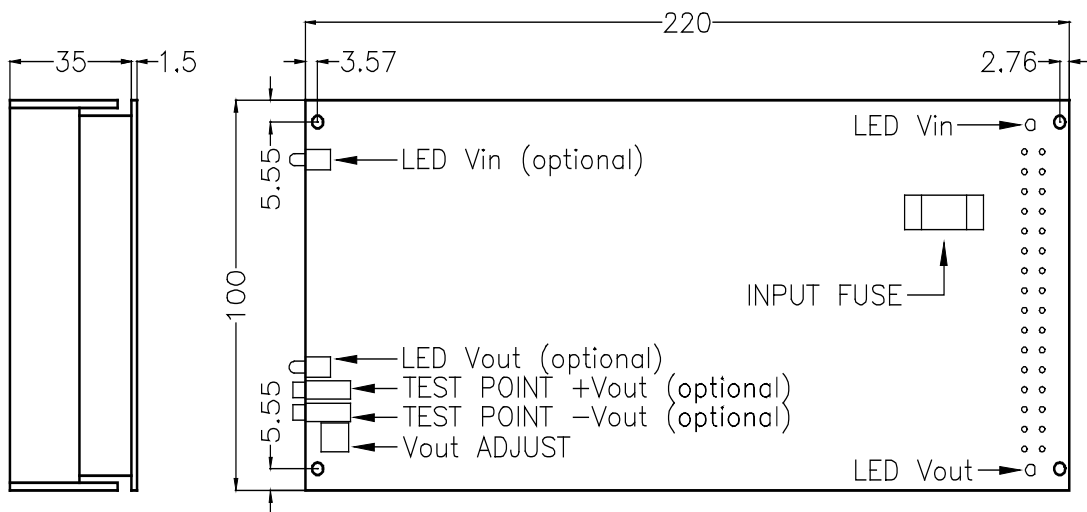 220
35
1.5
3.57
2.76
LED Vin
5.55
LED Vin (optional)
100
INPUT FUSE
LED Vout (optional)
TEST POINT +Vout (optional)
TEST POINT −Vout (optional)
5.55
Vout ADJUST
LED Vout